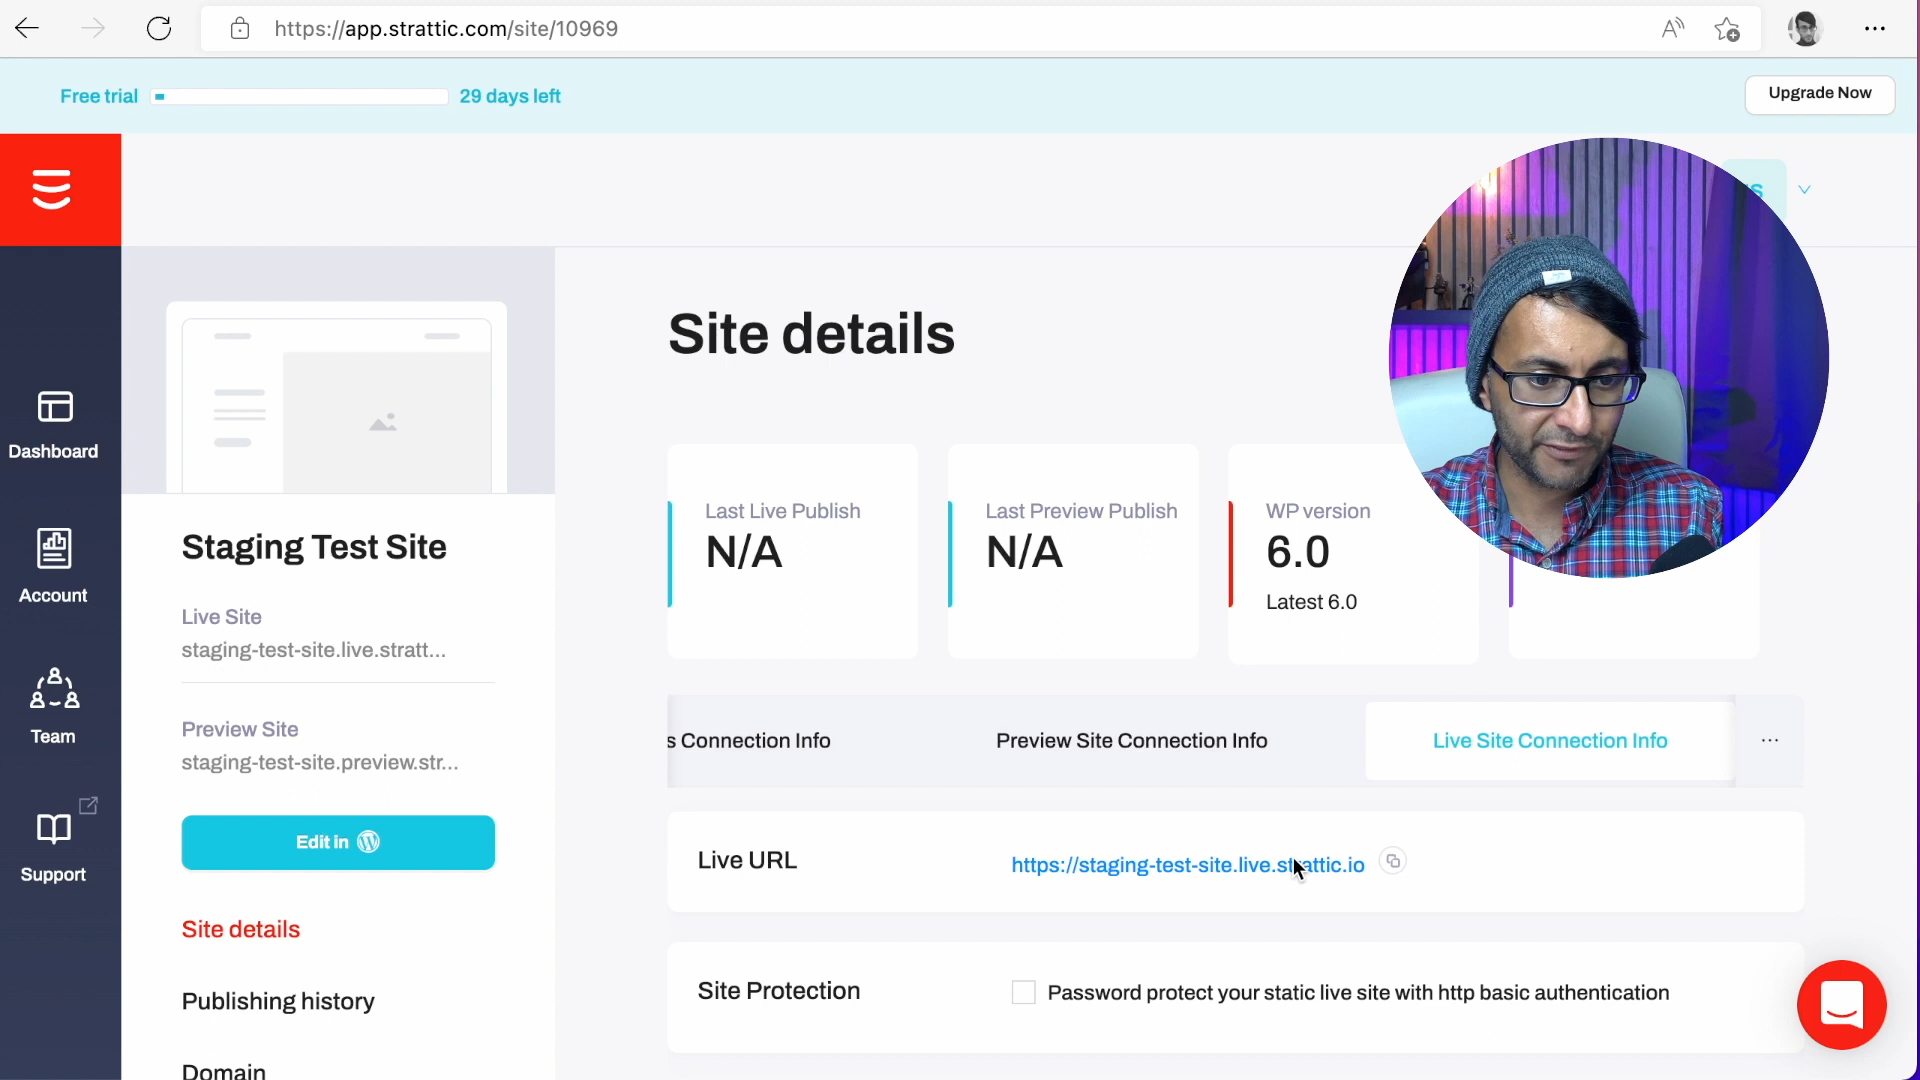 https://app.strattic.com/site/10969
Free trial
29 days left
Upgrade Now
Dashboard
Account
Team
Support
Staging Test Site
Live Site
staging-test-site.live.stratt...
Preview Site
staging-test-site.preview.str...
Edit in
Site details
Publishing history
Domain
Site details
Last Live Publish
N/A
Last Preview Publish
N/A
WP version
6.0
Latest 6.0
s Connection Info
Preview Site Connection Info
Live Site Connection Info
Live URL
https://staging-test-site.live.strattic.io
Site Protection
Password protect your static live site with http basic authentication